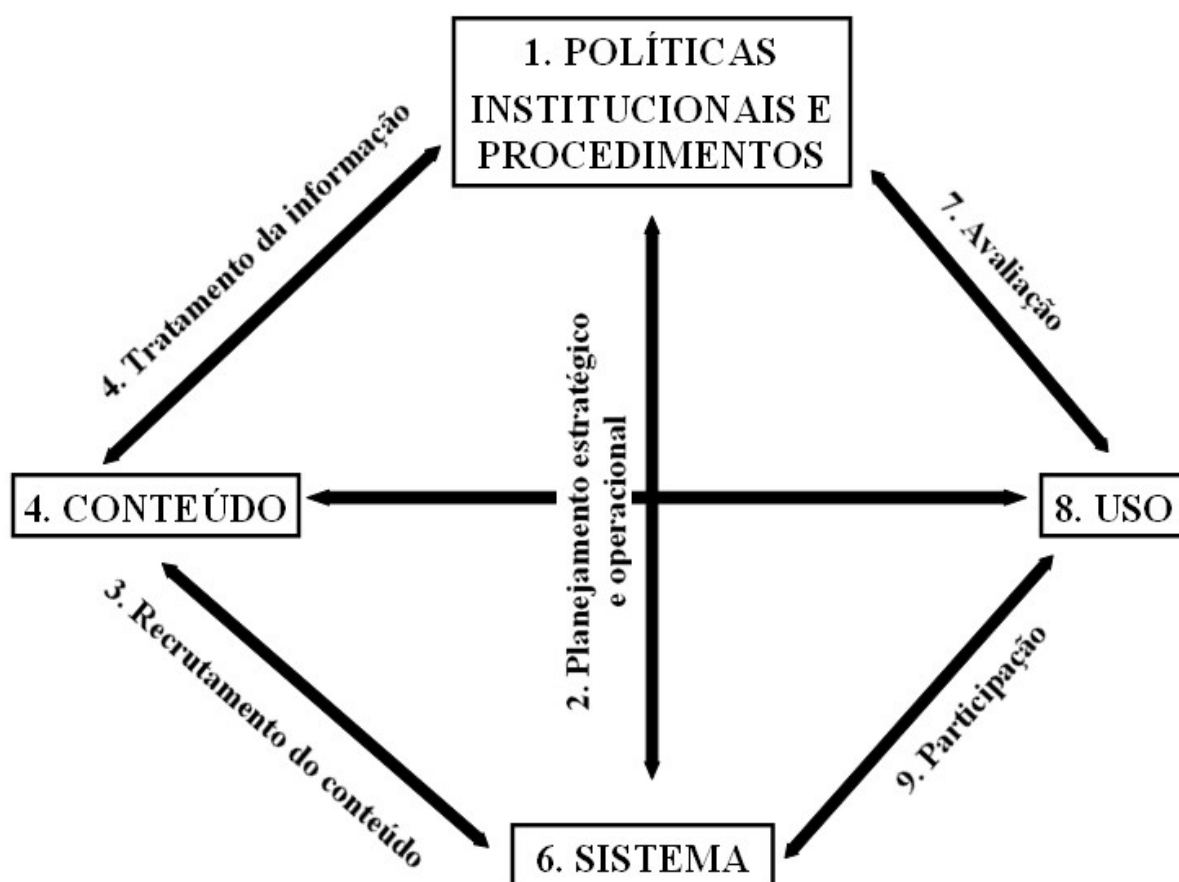 1. POLÍTICAS
INSTITUCIONAIS E
PROCEDIMENTOS
4. Tratamento da informação
7. Avaliação
2. Planejamento estratégico
e operacional
4. CONTEÚDO
8. USO
3. Recrutamento do conteúdo
9. Participação
6. SISTEMA